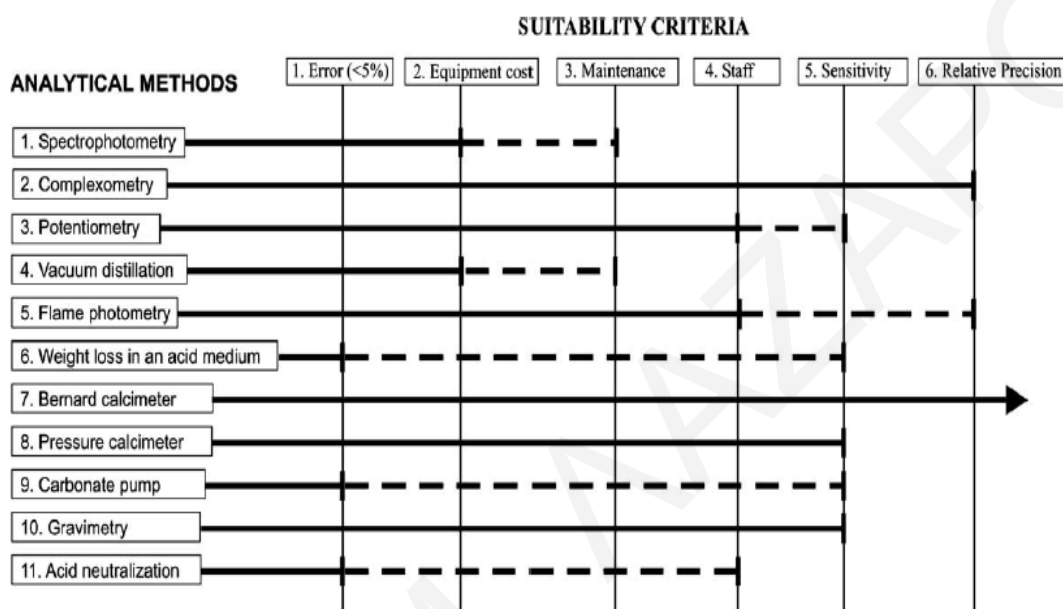 SUITABILITY CRITERIA
ANALYTICAL METHODS
1. Error (<5%)
2. Equipment cost
3. Maintenance
4. Staff
5. Sensitivity
6. Relative Precision
1. Spectrophotometry
2. Complexometry
3. Potentiometry
4. Vacuum distillation
5. Flame photometry
6. Weight loss in an acid medium
7. Bernard calcimeter
8. Pressure calcimeter
9. Carbonate pump
10. Gravimetry
11. Acid neutralization